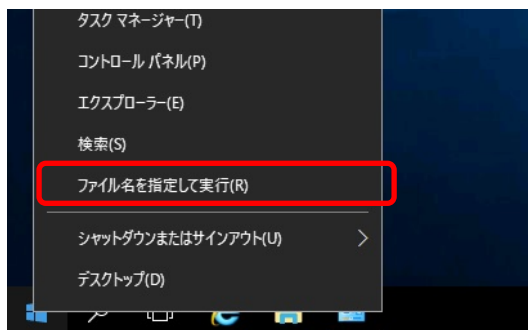 タスク マネージャー(T)
コントロール パネル(P)
エクスプローラー(E)
検索(S)
ファイル名を指定して実行(R)
シャットダウンまたはサインアウト(U)
デスクトップ(D)